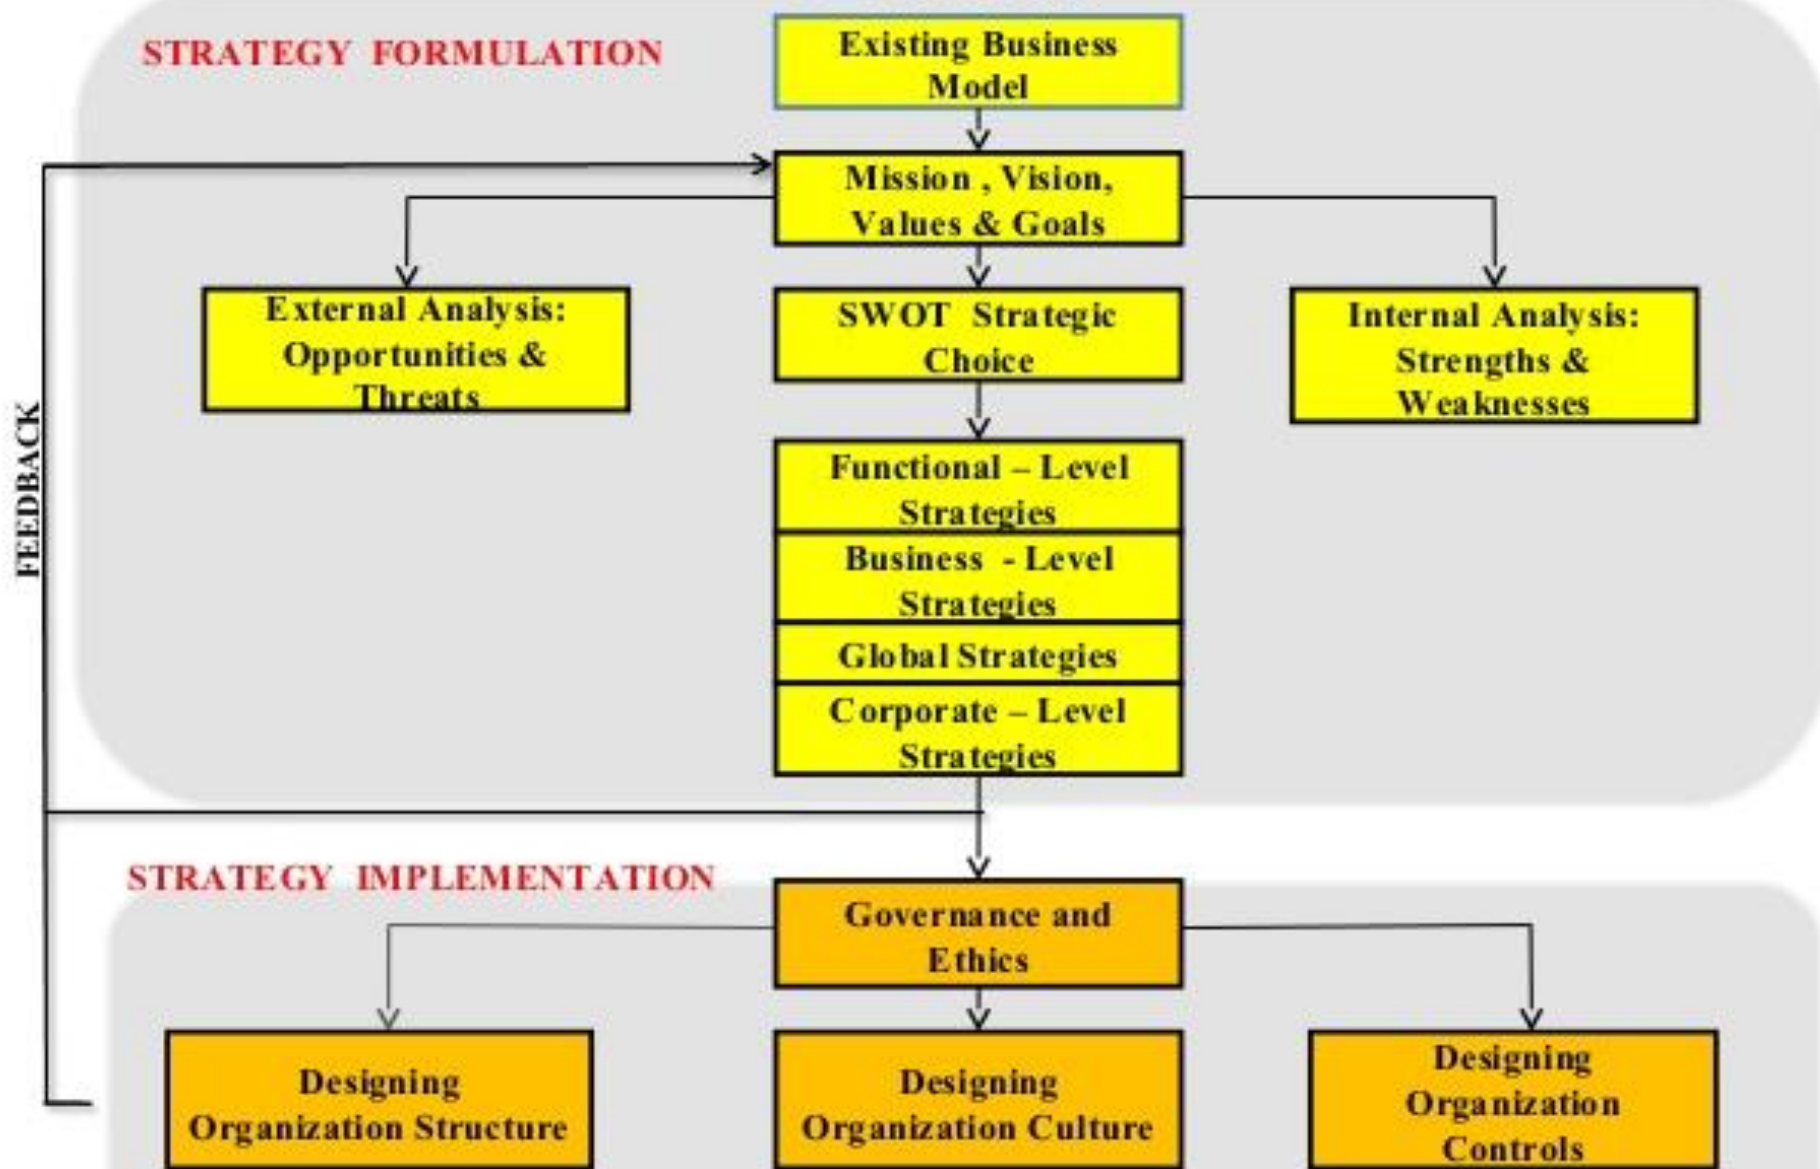 STRATEGY FORMULATION
Existing Business
Model
Mission , Vision,
Values & Goals
External Analysis:
Opportunities &
Threats
SWOT Strategic
Choice
Internal Analysis:
Strengths &
Weaknesses
FEEDBACK
Functional – Level
Strategies
Business - Level
Strategies
Global Strategies
Corporate – Level
Strategies
STRATEGY IMPLEMENTATION
Governance and
Ethics
Designing
Organization Structure
Designing
Organization Culture
Designing
Organization
Controls